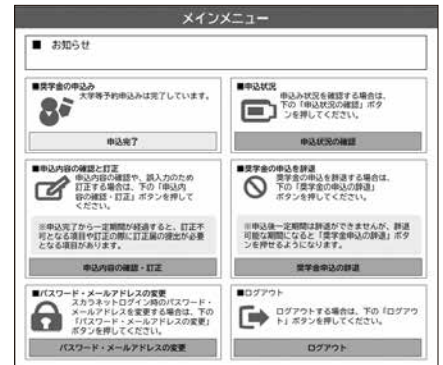 メインメニュー
■ お知らせ
■奨学金の申込み
大学等予約申込みは完了しています。
申込完了
■申込状況
申込み状況を確認する場合は、
下の「申込状況の確認」ボタ
ンを押してください。
申込状況の確認
■申込内容の確認と訂正
申込内容の確認や、誤入力のため
訂正する場合は、下の「申込内
容の確認・訂正」ボタンを押して
ください。
※申込完了から一定期間が経過すると、訂正不
可となる項目や訂正の際に訂正届の提出が必要
となる項目があります。
申込内容の確認・訂正
■奨学金の申込を辞退
奨学金の申込を辞退する場合は、
下の「奨学金の申込の辞退」
ボタンを押してください。
※申込後一定期間は辞退ができませんが、辞退
可能な期間になると「奨学金申込の辞退」ボタ
ンを押せるようになります。
奨学金申込の辞退
■パスワード・メールアドレスの変更
スカラネットログイン時のパスワード・
メールアドレスを変更する場合は、下の
「パスワード・メールアドレスの変更」
ボタンを押してください。
パスワード・メールアドレスの変更
■ログアウト
ログアウトする場合は、下の「ログアウ
ト」ボタンを押してください。
ログアウト